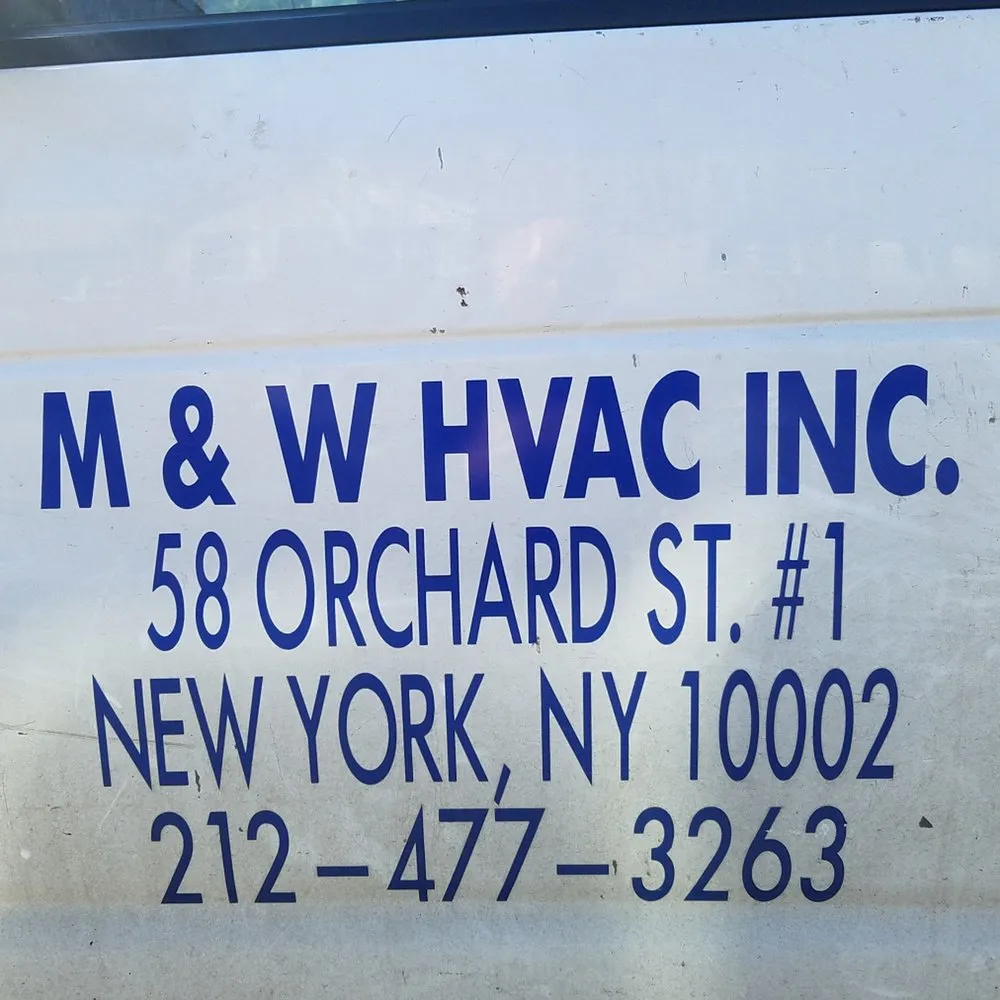 M & W HVAC INC.
58 ORCHARD ST. #1
NEW YORK, NY 10002
212-477-3263